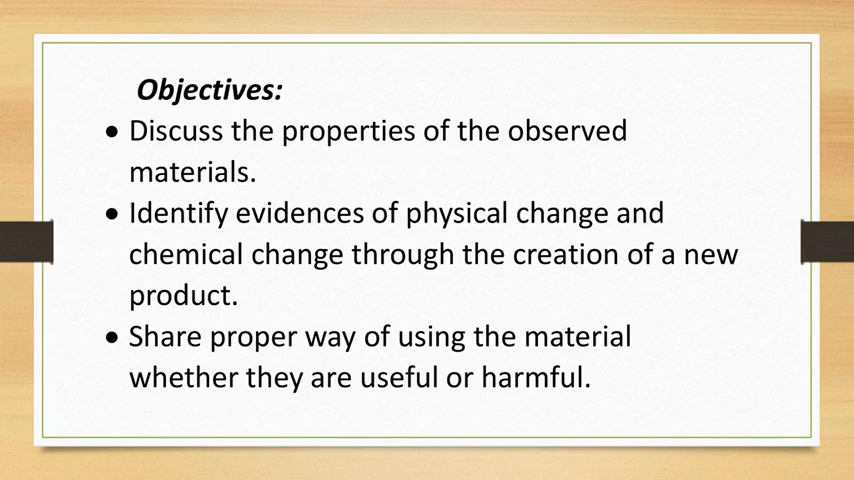 Objectives:
• Discuss the properties of the observed
materials.
• Identify evidences of physical change and
chemical change through the creation of a new
product.
• Share proper way of using the material
whether they are useful or harmful.